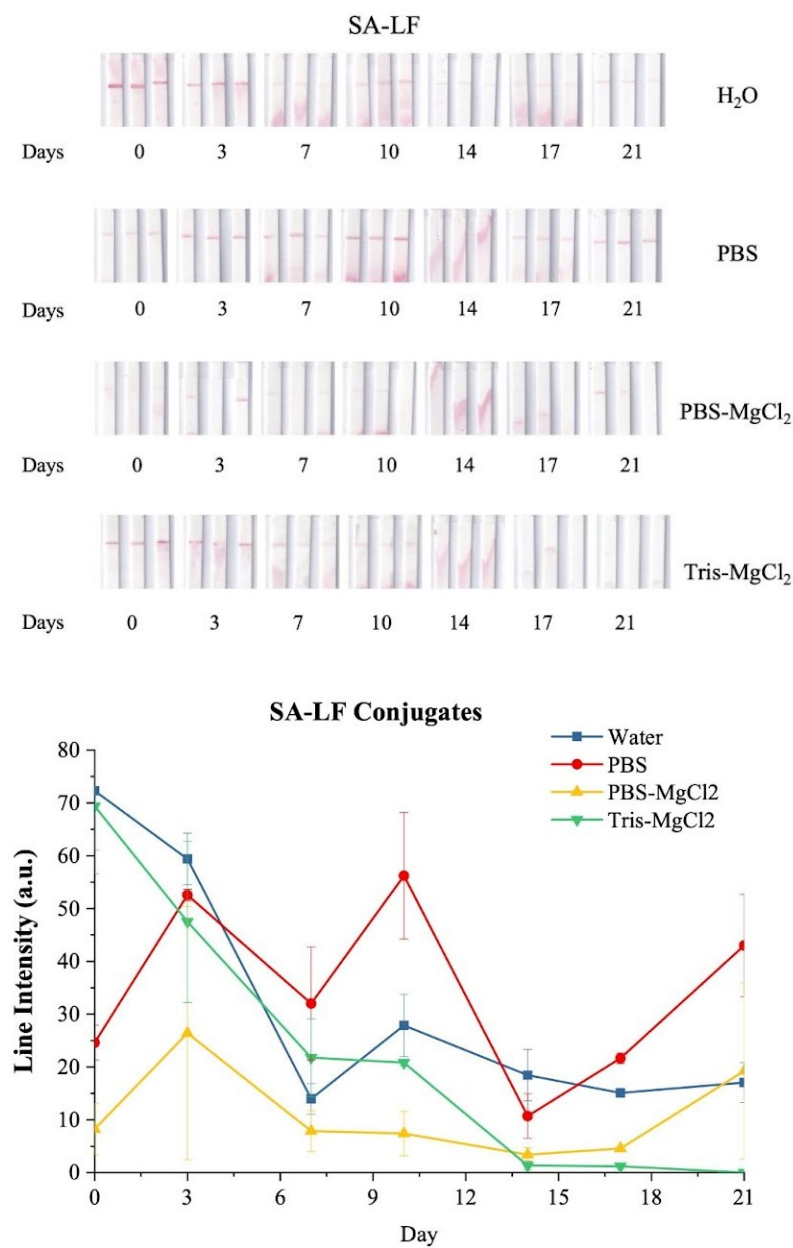 SA-LF
H₂O
Days 0 3 7 10 14 17 21
PBS
Days 0 3 7 10 14 17 21
PBS-MgCl₂
Days 0 3 7 10 14 17 21
Tris-MgCl₂
Days 0 3 7 10 14 17 21
SA-LF Conjugates
Water
PBS
PBS-MgCl2
Tris-MgCl2
Line Intensity (a.u.)
80
70
60
50
40
30
20
10
0
0 3 6 9 12 15 18 21
Day